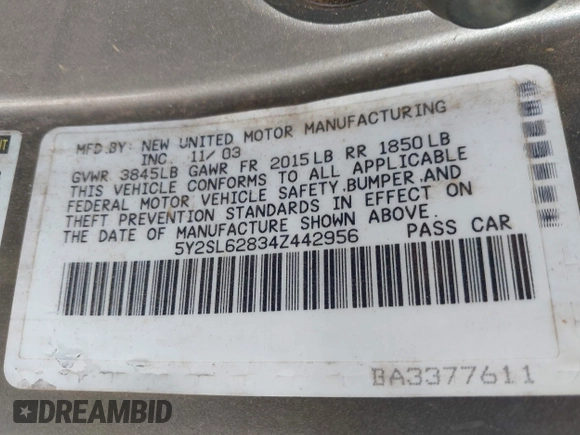 MFD.BY: NEW UNITED MOTOR MANUFACTURING
INC. 11/03
GVWR 3845LB GAWR FR 2015LB RR 1850LB
THIS VEHICLE CONFORMS TO ALL APPLICABLE
FEDERAL MOTOR VEHICLE SAFETY.BUMPER,AND
THEFT PREVENTION STANDARDS IN EFFECT ON
THE DATE OF MANUFACTURE SHOWN ABOVE.
5Y2SL62834Z442956 PASS CAR
BA3377611
DREAMBID